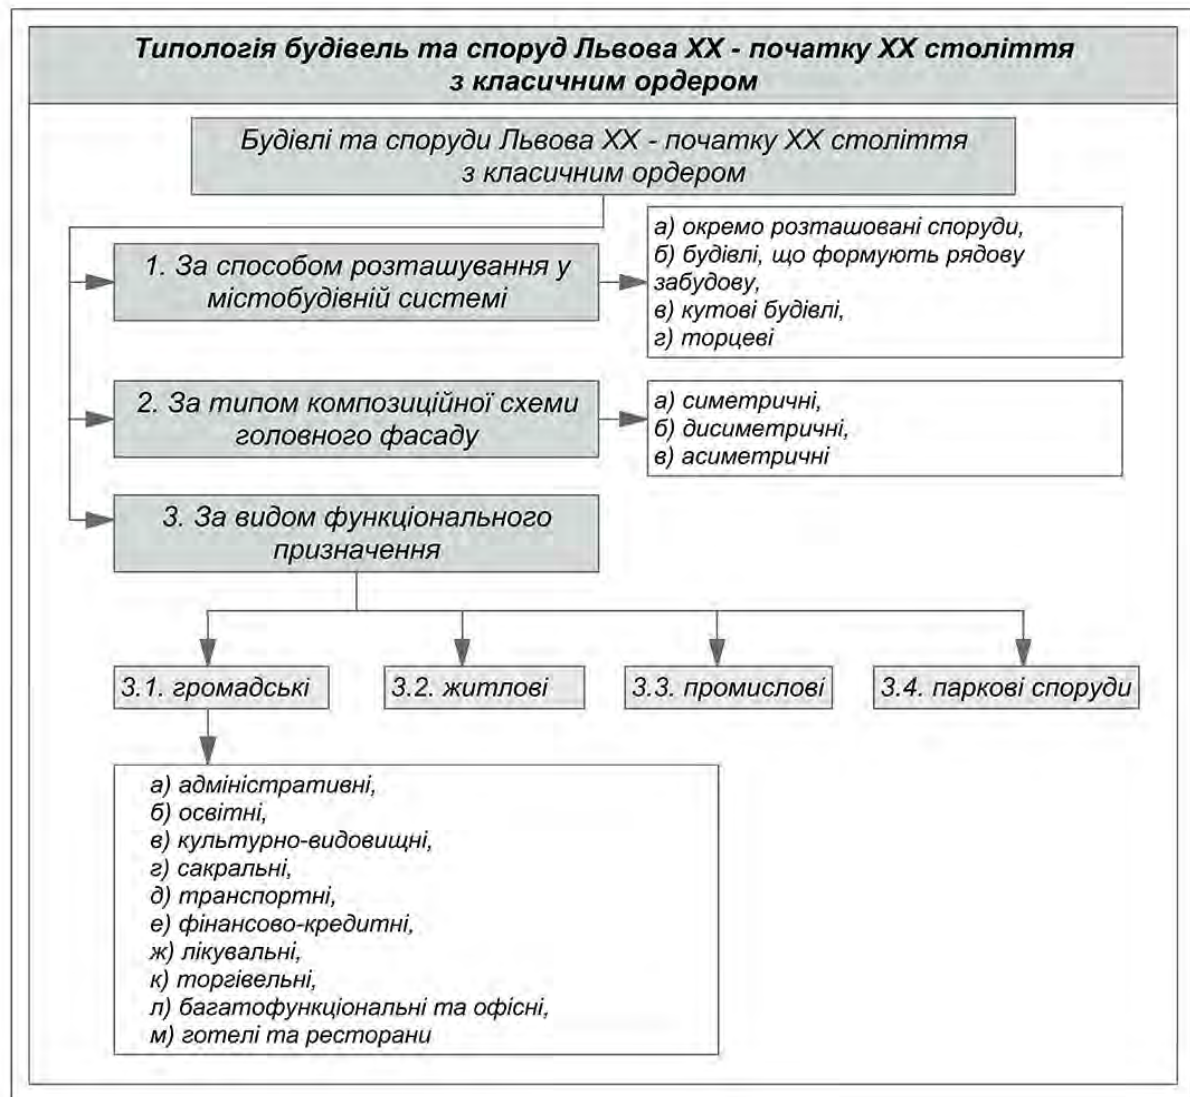 Типологія будівель та споруд Львова ХХ - початку ХХ століття
з класичним ордером
Будівлі та споруди Львова ХХ - початку ХХ століття
з класичним ордером
1. За способом розташування у
містобудівній системі
а) окремо розташовані споруди,
б) будівлі, що формують рядову
забудову,
в) кутові будівлі,
г) торцеві
2. За типом композиційної схеми
головного фасаду
а) симетричні,
б) дисиметричні,
в) асиметричні
3. За видом функціонального
призначення
3.1. громадські
3.2. житлові
3.3. промислові
3.4. паркові споруди
а) адміністративні,
б) освітні,
в) культурно-видовищні,
г) сакральні,
д) транспортні,
е) фінансово-кредитні,
ж) лікувальні,
к) торгівельні,
л) багатофункціональні та офісні,
м) готелі та ресторани